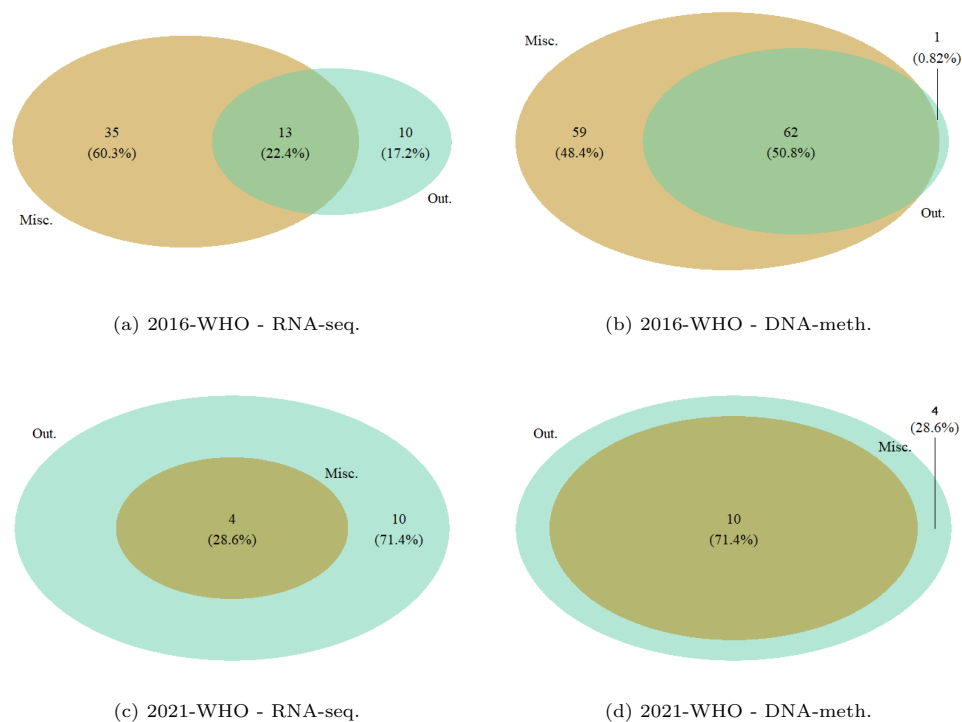 Misc.
35
(60.3%)
13
(22.4%)
10
(17.2%)
Out.
(a) 2016-WHO - RNA-seq.
Misc.
1
(0.82%)
59
(48.4%)
62
(50.8%)
Out.
(b) 2016-WHO - DNA-meth.
Out.
Misc.
4
(28.6%)
10
(71.4%)
(c) 2021-WHO - RNA-seq.
Out.
4
(28.6%)
Misc.
10
(71.4%)
(d) 2021-WHO - DNA-meth.